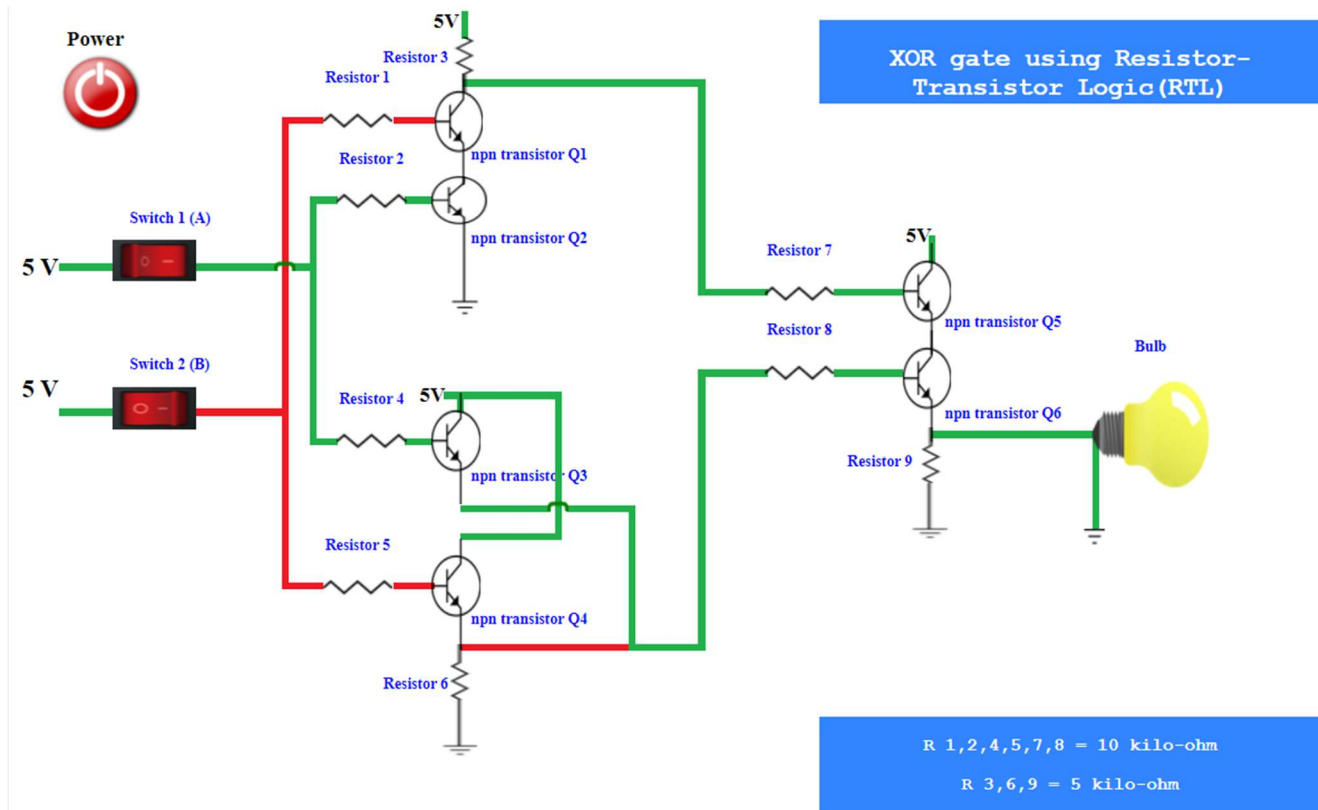 Power
5V
XOR gate using Resistor-
Transistor Logic(RTL)
Resistor 3
Resistor 1
npn transistor Q1
Resistor 2
npn transistor Q2
Switch 1 (A)
5 V
O –
Switch 2 (B)
5 V
O –
Resistor 4
5V
npn transistor Q3
Resistor 5
npn transistor Q4
Resistor 6
Resistor 7
5V
npn transistor Q5
Resistor 8
npn transistor Q6
Resistor 9
Bulb
R 1,2,4,5,7,8 = 10 kilo-ohm
R 3,6,9 = 5 kilo-ohm